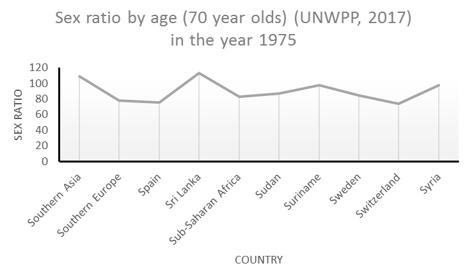 Sex ratio by age (70 year olds) (UNWPP, 2017)
in the year 1975
SEX RATIO
120
100
80
60
40
20
0
Southern Asia
Southern Europe
Spain
Sri Lanka
Sub-Saharan Africa
Sudan
Suriname
Sweden
Switzerland
Syria
COUNTRY